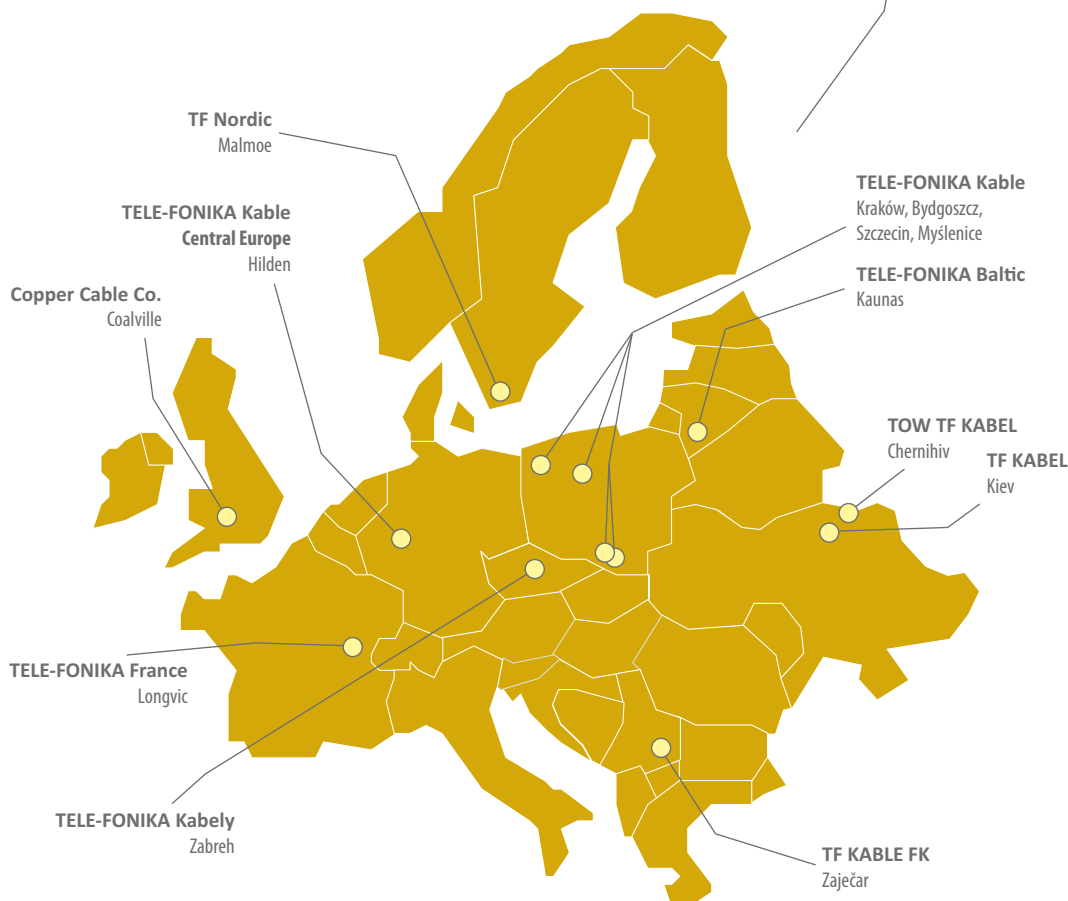 TF Nordic
Malmoe
TELE-FONIKA Kable
Central Europe
Hilden
Copper Cable Co.
Coalville
TELE-FONIKA Kable
Kraków, Bydgoszcz,
Szczecin, Myślenice
TELE-FONIKA Baltic
Kaunas
TOW TF KABEL
Chernihiv
TF KABEL
Kiev
TELE-FONIKA France
Longvic
TELE-FONIKA Kabely
Zabreh
TF KABLE FK
Zaječar